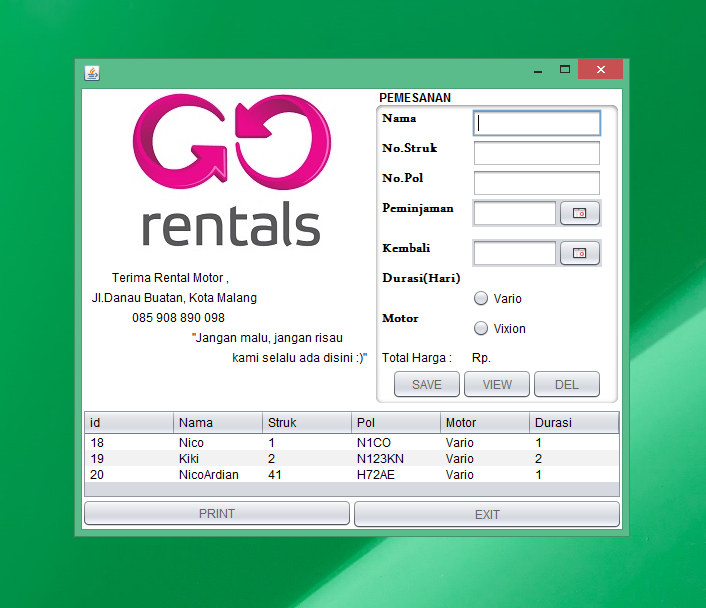 GO
rentals
Terima Rental Motor ,
Jl.Danau Buatan, Kota Malang
085 908 890 098
"Jangan malu, jangan risau
kami selalu ada disini :)"
PEMESANAN
Nama
No.Struk
No.Pol
Peminjaman
Kembali
Durasi(Hari)
Vario
Motor
Vixion
Total Harga : Rp.
SAVE VIEW DEL
id Nama Struk Pol Motor Durasi
18 Nico 1 N1CO Vario 1
19 Kiki 2 N123KN Vario 2
20 NicoArdian 41 H72AE Vario 1
PRINT EXIT